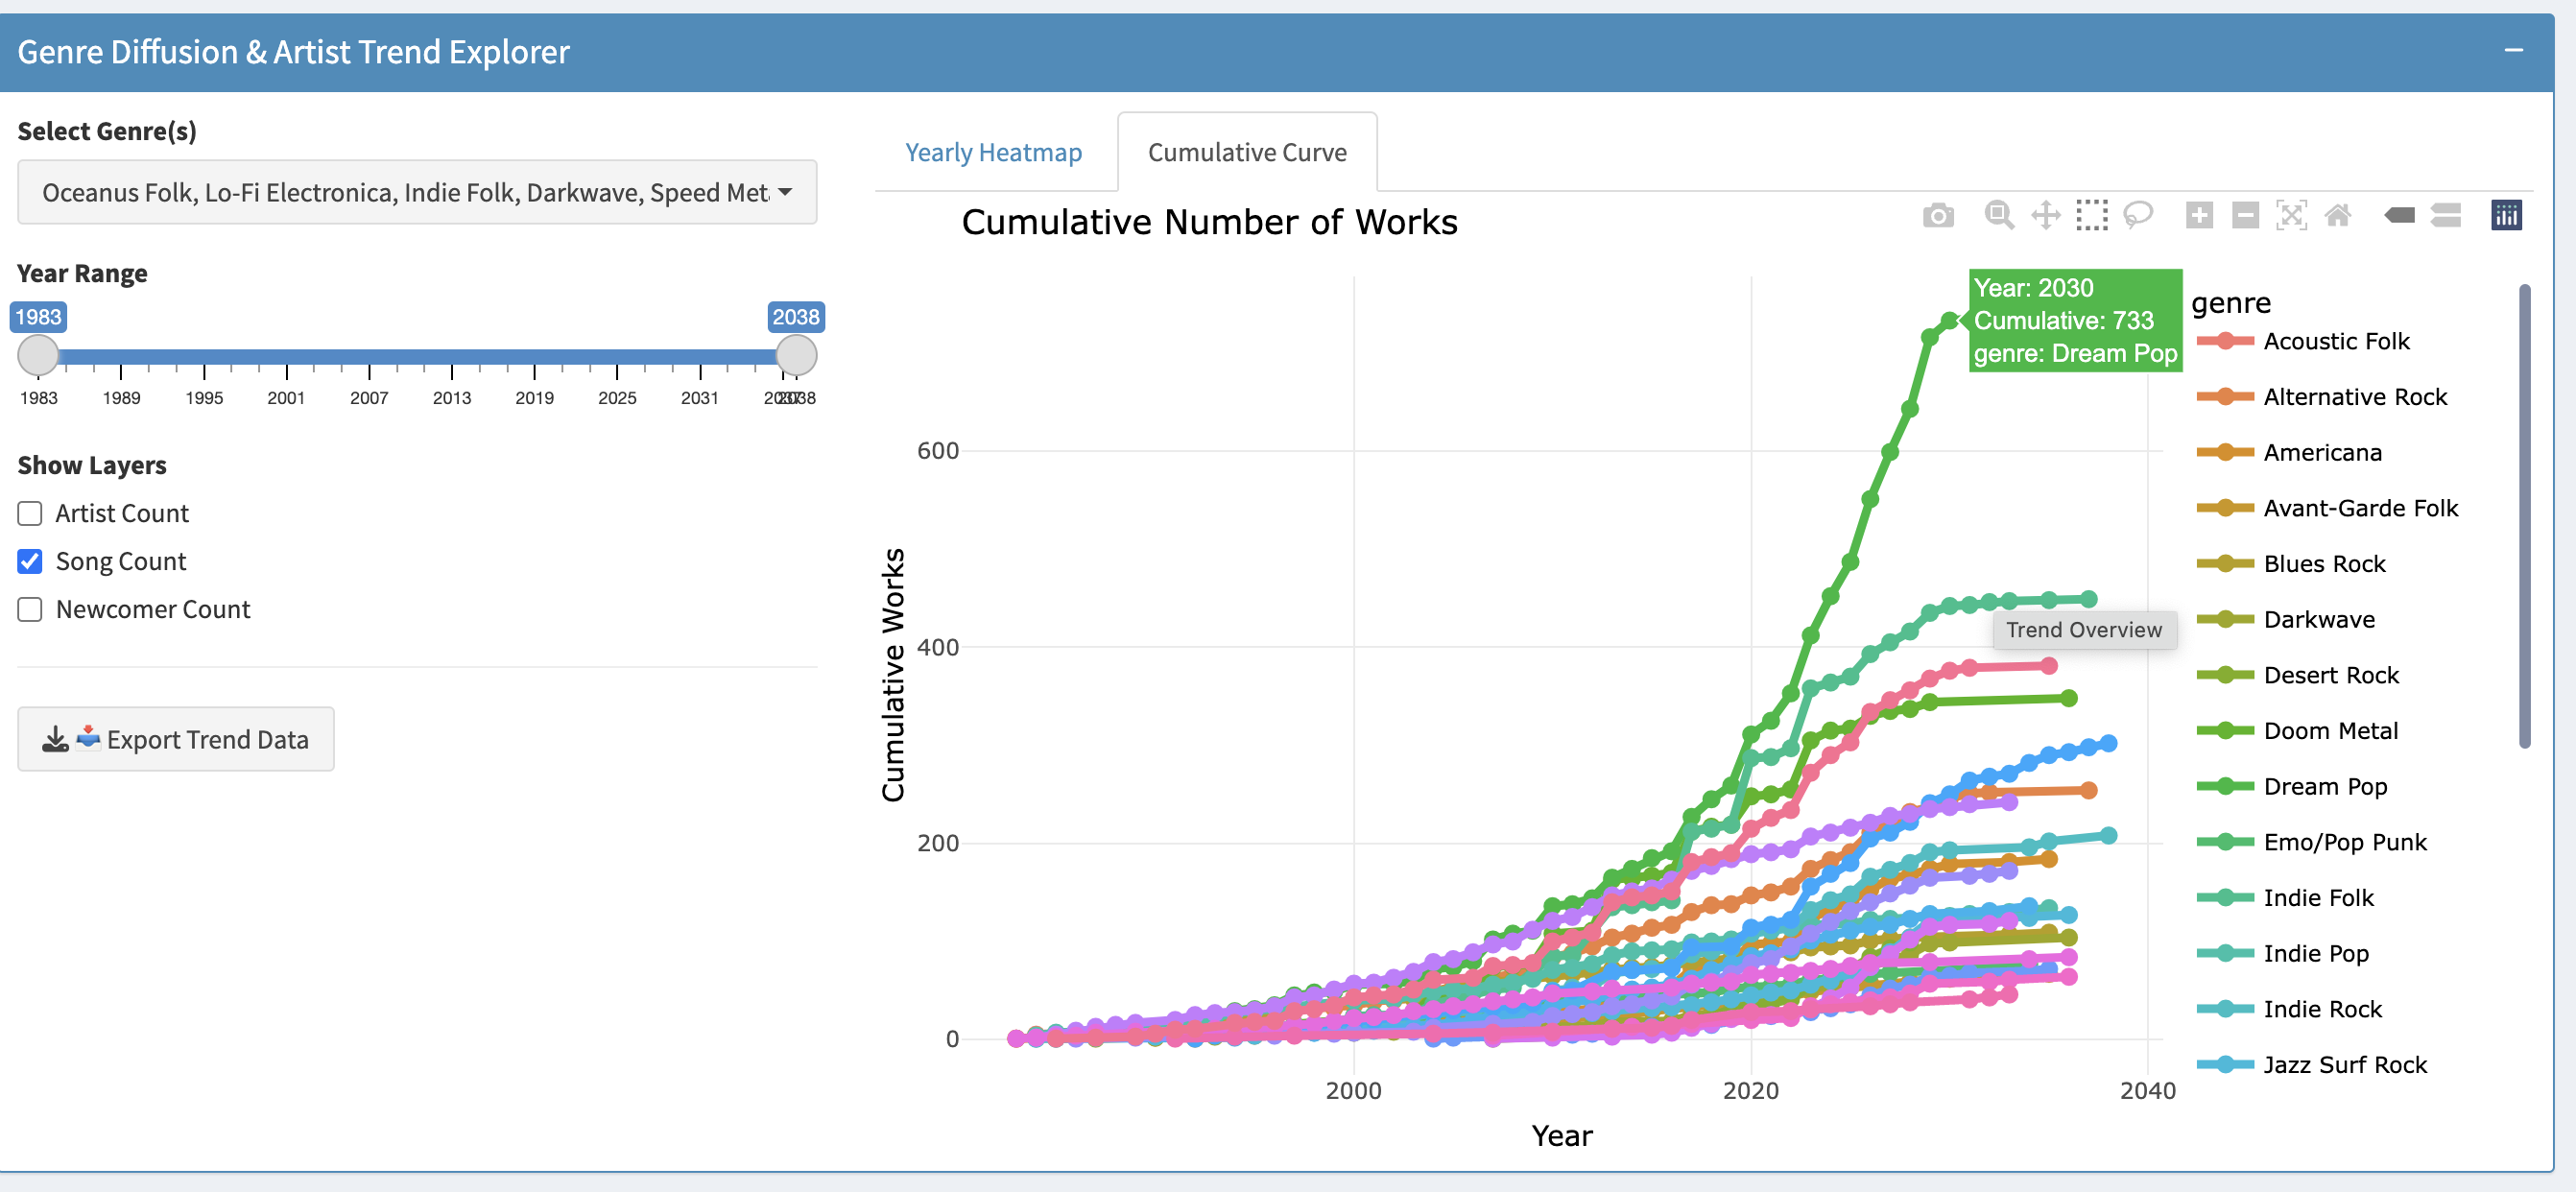 Genre Diffusion & Artist Trend Explorer
Select Genre(s)
Oceanus Folk, Lo-Fi Electronica, Indie Folk, Darkwave, Speed Met
Year Range
1983
2038
1983 1989 1995 2001 2007 2013 2019 2025 2031 2037 2038
Show Layers
Artist Count
Song Count
Newcomer Count
Export Trend Data
Yearly Heatmap
Cumulative Curve
Cumulative Number of Works
Year: 2030
Cumulative: 733
genre: Dream Pop
Trend Overview
Cumulative Works
600
400
200
0
2000 2020 2040
Year
genre
Acoustic Folk
Alternative Rock
Americana
Avant-Garde Folk
Blues Rock
Darkwave
Desert Rock
Doom Metal
Dream Pop
Emo/Pop Punk
Indie Folk
Indie Pop
Indie Rock
Jazz Surf Rock